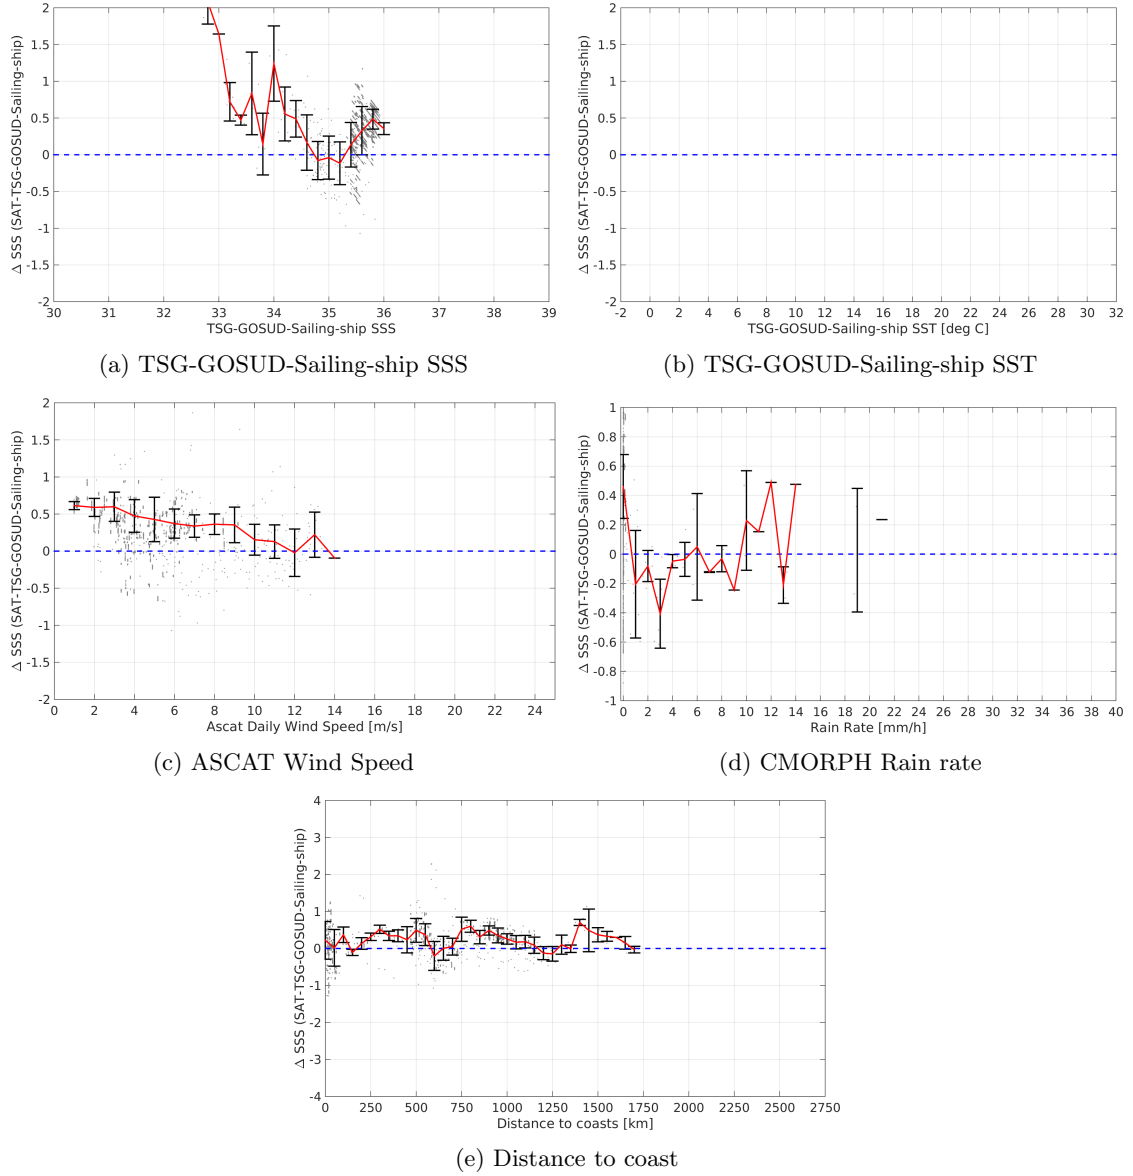 2
1.5
1
0.5
0
-0.5
-1
-1.5
-2
Δ SSS (SAT-TSG-GOSUD-Sailing-ship)
30 31 32 33 34 35 36 37 38 39
TSG-GOSUD-Sailing-ship SSS
(a) TSG-GOSUD-Sailing-ship SSS
2
1.5
1
0.5
0
-0.5
-1
-1.5
-2
Δ SSS (SAT-TSG-GOSUD-Sailing-ship)
-2 0 2 4 6 8 10 12 14 16 18 20 22 24 26 28 30 32
TSG-GOSUD-Sailing-ship SST [deg C]
(b) TSG-GOSUD-Sailing-ship SST
2
1.5
1
0.5
0
-0.5
-1
-1.5
-2
Δ SSS (SAT-TSG-GOSUD-Sailing-ship)
0 2 4 6 8 10 12 14 16 18 20 22 24
Ascat Daily Wind Speed [m/s]
(c) ASCAT Wind Speed
1
0.8
0.6
0.4
0.2
0
-0.2
-0.4
-0.6
-0.8
-1
Δ SSS (SAT-TSG-GOSUD-Sailing-ship)
0 2 4 6 8 10 12 14 16 18 20 22 24 26 28 30 32 34 36 38 40
Rain Rate [mm/h]
(d) CMORPH Rain rate
4
3
2
1
0
-1
-2
-3
-4
Δ SSS (SAT-TSG-GOSUD-Sailing-ship)
0 250 500 750 1000 1250 1500 1750 2000 2250 2500 2750
Distance to coasts [km]
(e) Distance to coast